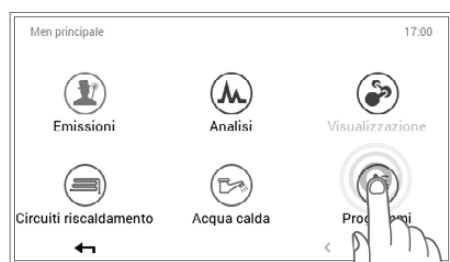 Men principale 17:00
Emissioni Analisi Visualizzazione
Circuiti riscaldamento Acqua calda